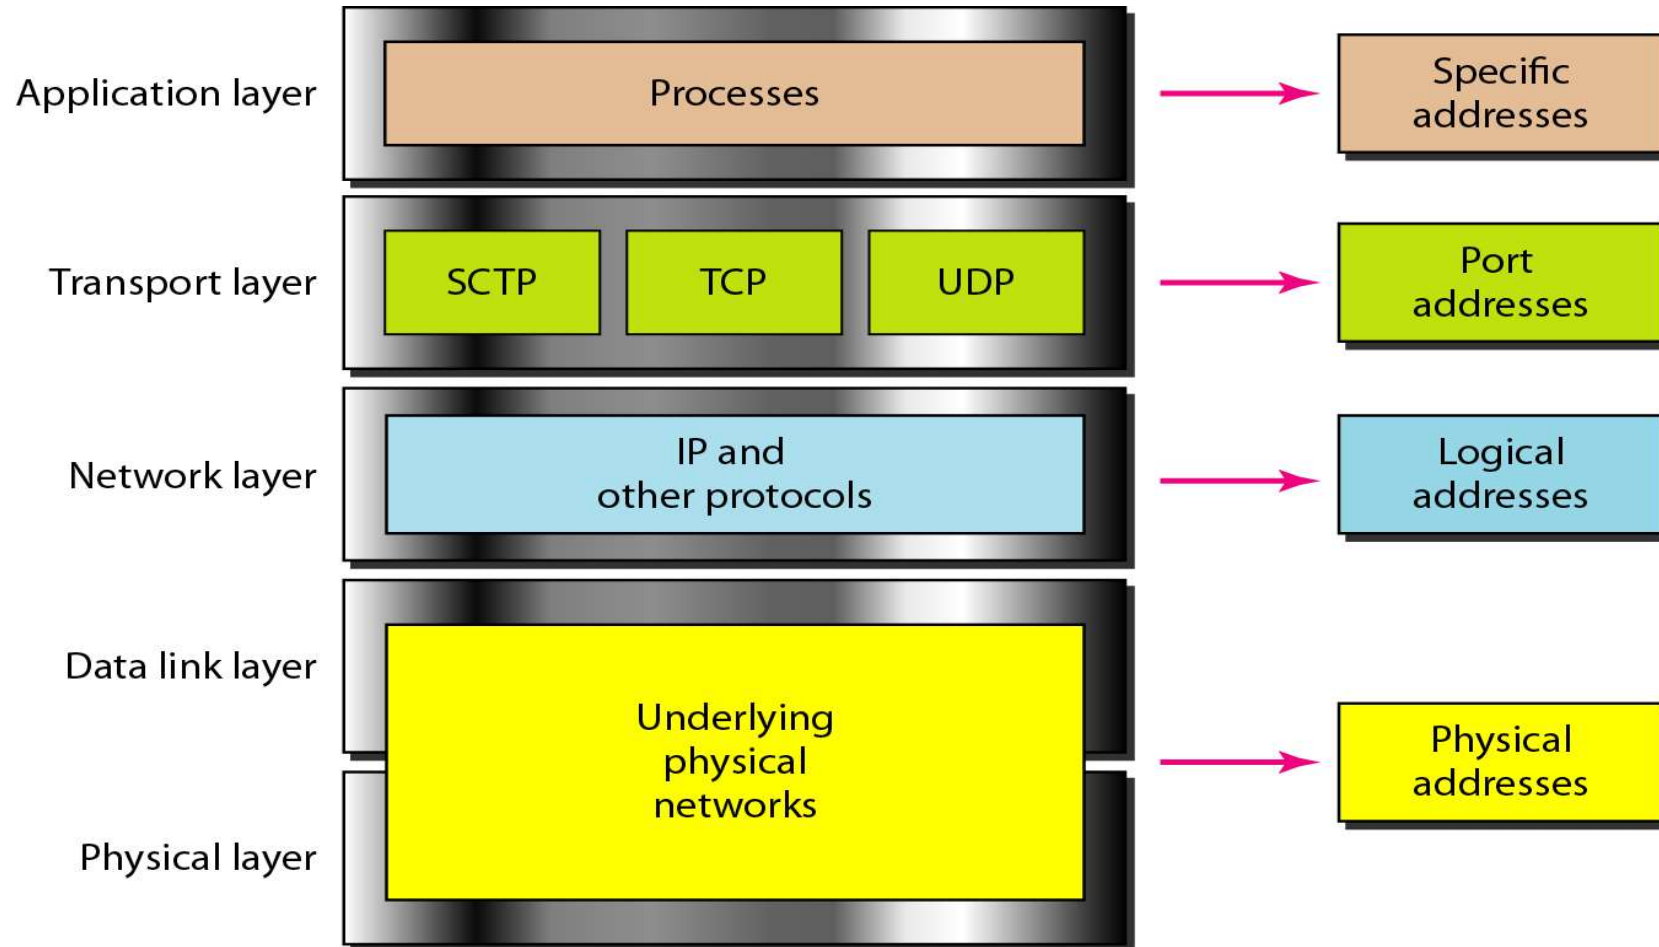 Application layer
Processes
Specific
addresses
Transport layer
SCTP
TCP
UDP
Port
addresses
Network layer
IP and
other protocols
Logical
addresses
Data link layer
Underlying
physical
networks
Physical
addresses
Physical layer